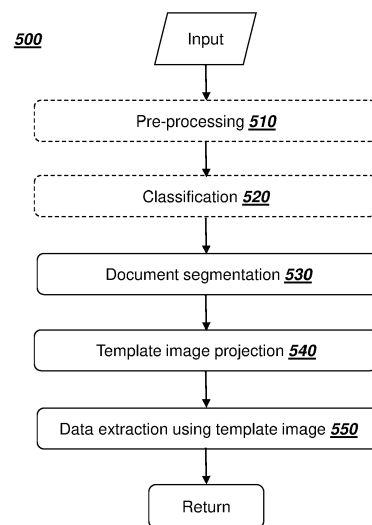 500
Input
Pre-processing 510
Classification 520
Document segmentation 530
Template image projection 540
Data extraction using template image 550
Return